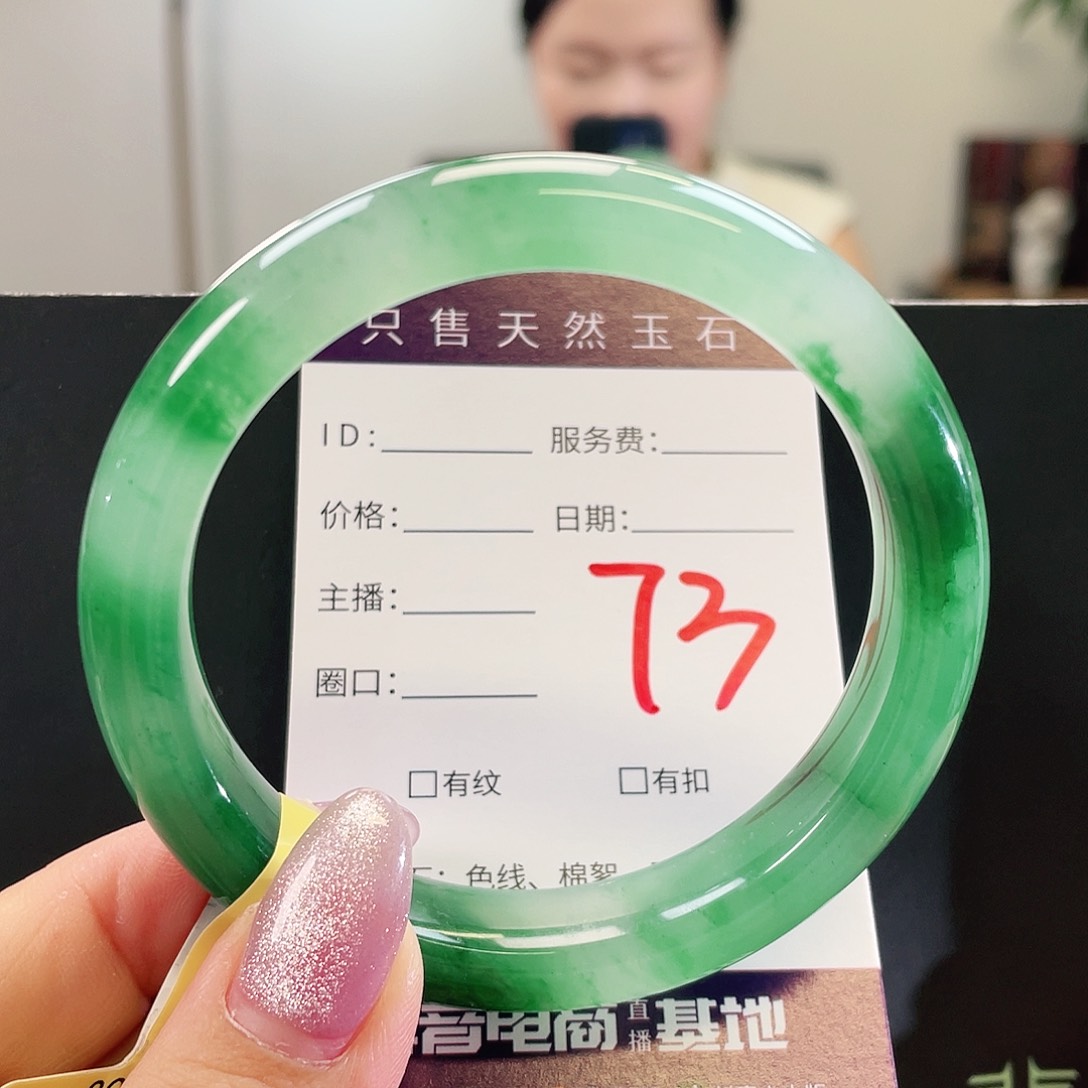 只售天然玉石
ID: 服务费:
价格: 日期:
主播:
73
圈口:
□有纹 □有扣
色线、棉絮
音电商直播基地